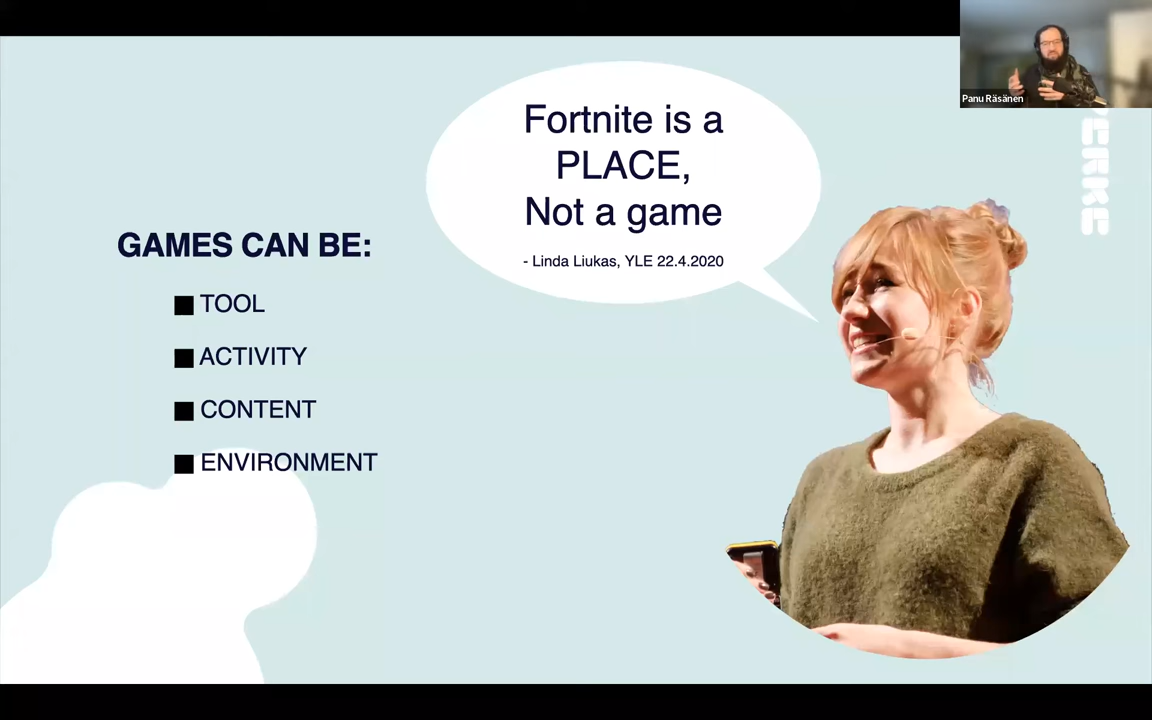 Panu Räsänen
Fortnite is a
PLACE,
Not a game
- Linda Liukas, YLE 22.4.2020
GAMES CAN BE:
TOOL
ACTIVITY
CONTENT
ENVIRONMENT